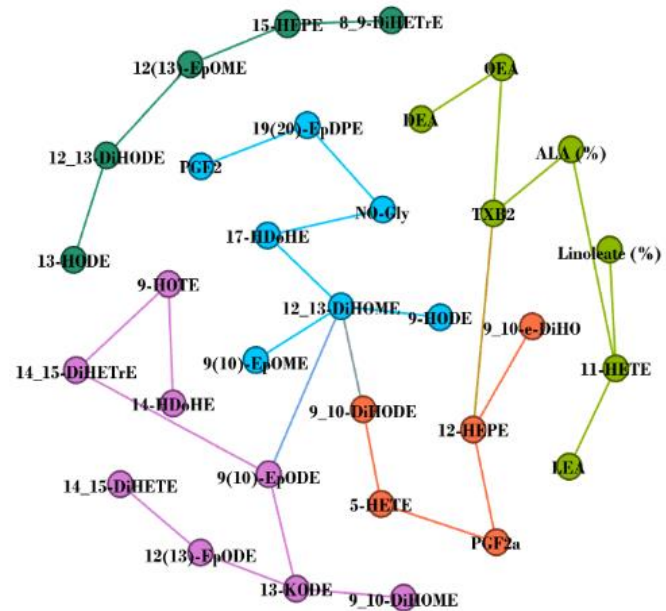 15-HEPE
8_9-DiHETrE
12(13)-EpOME
OEA
DEA
19(20)-EpDPE
12_13-DiHODE
PGE2
ALA (%)
NO-Gly
TXB2
17-HDoHE
Linoleate (%)
13-HODE
9-HOTE
12_13-DiHOME
9-HODE
9_10-e-DiHO
9(10)-EpOME
14_15-DiHETrE
11-HETE
14-HDoHE
9_10-DiHODE
12-HEPE
LEA
9(10)-EpODE
14_15-DiHETE
5-HETE
PGF2a
12(13)-EpODE
13-KODE
9_10-DiHOME